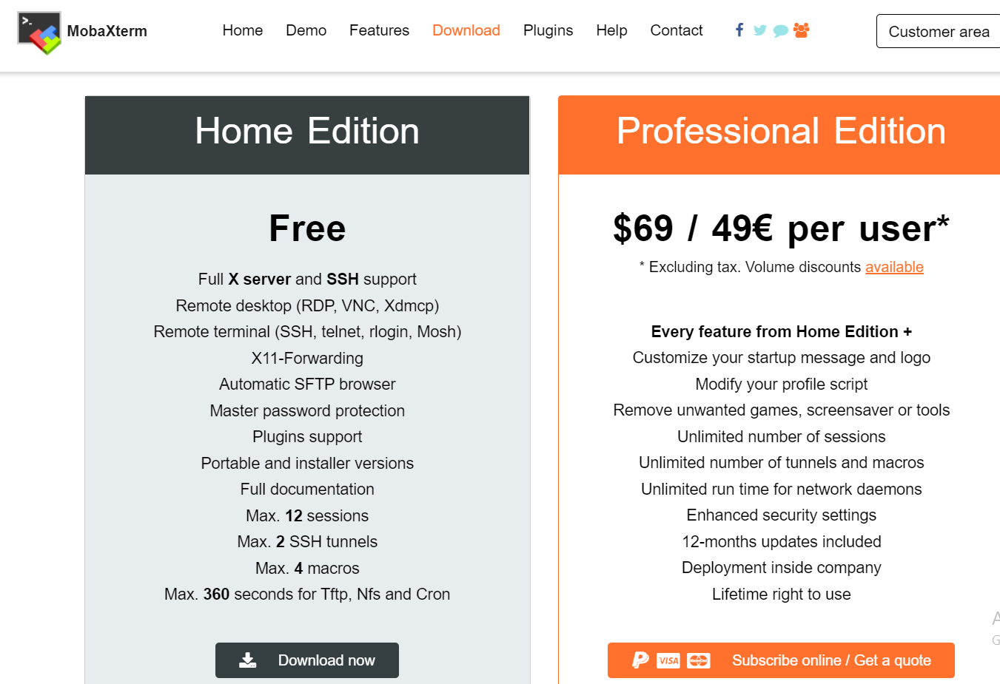 MobaXterm
Home Demo Features Download Plugins Help Contact
Customer area
Home Edition
Free
Full X server and SSH support
Remote desktop (RDP, VNC, Xdmcp)
Remote terminal (SSH, telnet, rlogin, Mosh)
X11-Forwarding
Automatic SFTP browser
Master password protection
Plugins support
Portable and installer versions
Full documentation
Max. 12 sessions
Max. 2 SSH tunnels
Max. 4 macros
Max. 360 seconds for Tftp, Nfs and Cron
Download now
Professional Edition
$69 / 49€ per user*
* Excluding tax. Volume discounts available
Every feature from Home Edition +
Customize your startup message and logo
Modify your profile script
Remove unwanted games, screensaver or tools
Unlimited number of sessions
Unlimited number of tunnels and macros
Unlimited run time for network daemons
Enhanced security settings
12-months updates included
Deployment inside company
Lifetime right to use
VISA Subscribe online / Get a quote
A
G